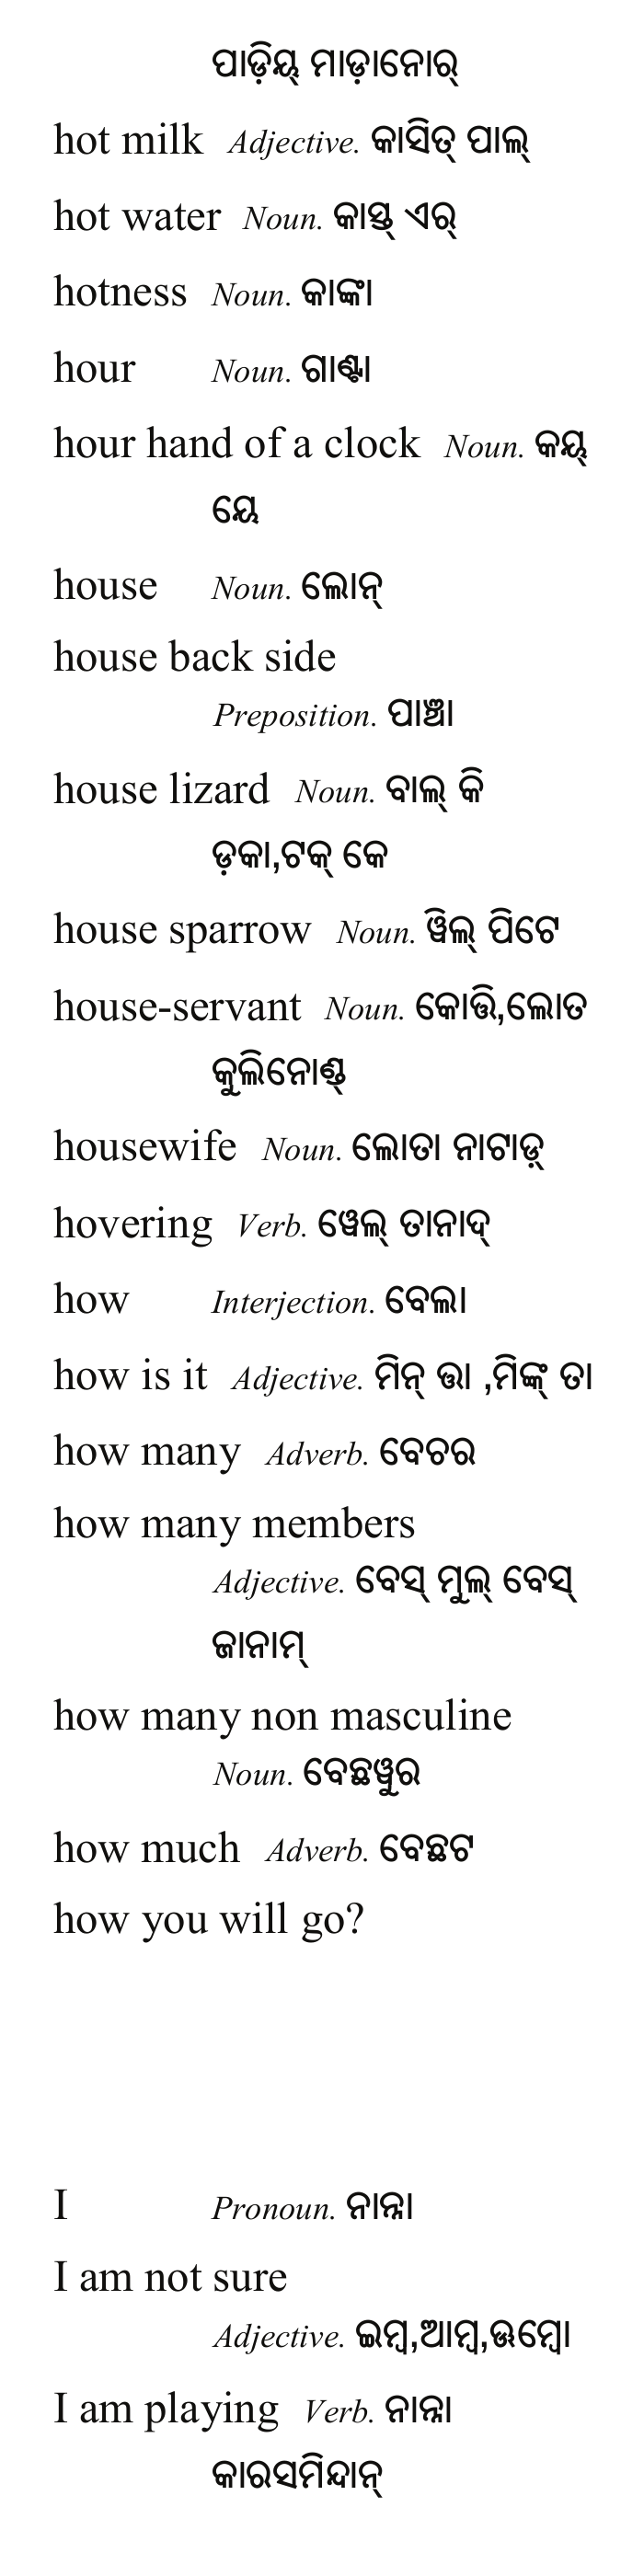 ପାଡ଼ିୟ୍ ମାଡ଼ାନୋର୍
hot milk Adjective. କାସିତ୍ ପାଲ୍
hot water Noun. କାସ୍ତ ଏର୍
hotness Noun. କାଙ୍କା
hour Noun. ଗାଣ୍ଟା
hour hand of a clock Noun. କୟ୍
ୟେ
house Noun. ଲୋନ୍
house back side
Preposition. ପାଞ୍ଚା
house lizard Noun. ବାଲ୍ କି
ଡ଼କା,ଟକ୍ କେ
house sparrow Noun. ୱିଲ୍ ପିଟେ
house-servant Noun. କୋତ୍ତି,ଲୋତ
କୁଲିନୋଣ୍ଡ୍
housewife Noun. ଲୋତା ନାଟାଡ଼୍
hovering Verb. ୱେଲ୍ ତାନାଦ୍
how Interjection. ବେଲା
how is it Adjective. ମିନ୍ ତ୍ତା ,ମିଙ୍କ୍ ତା
how many Adverb. ବେଚର
how many members
Adjective. ବେସ୍ ମୁଲ୍ ବେସ୍
ଜାନାମ୍
how many non masculine
Noun. ବେଛୱୁର
how much Adverb. ବେଛଟ
how you will go?
I Pronoun. ନାନ୍ନା
I am not sure
Adjective. ଇମ୍ବ,ଆମ୍ବ,ଊମ୍ବୋ
I am playing Verb. ନାନ୍ନା
କାରସମିନ୍ଦାନ୍